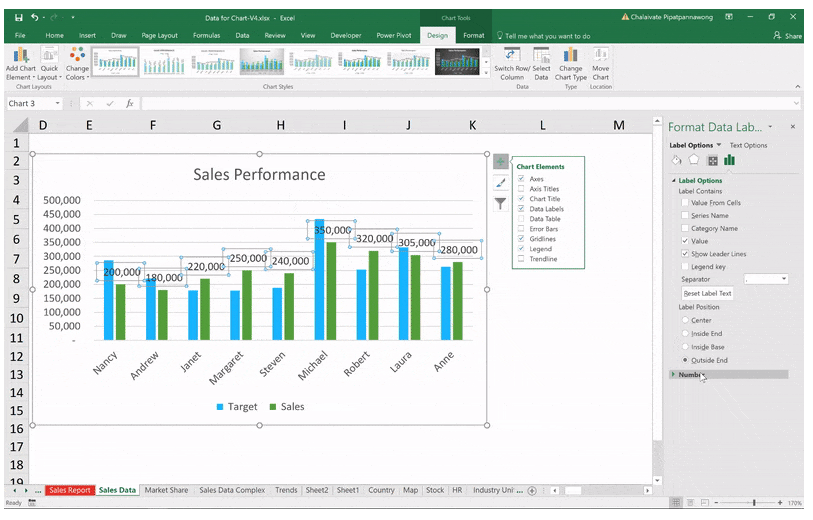 Data for Chart-V4.xlsx - Excel
Chart Tools
Chalaivate Pipatpannawong
File Home Insert Draw Page Layout Formulas Data Review View Developer Power Pivot Design Format Tell me what you want to do Share
Add Chart Element
Quick Layout
Change Colors
Switch Row/ Column
Select Data
Change Chart Type
Move Chart
Chart Layouts
Chart Styles
Data
Type
Location
Chart 3
fx
D E F G H I J K L M
1
2
3
4
5
6
7
8
9
10
11
12
13
14
15
16
17
18
19
Sales Performance
500,000
450,000
400,000
350,000
300,000
250,000
200,000
150,000
100,000
50,000
-
200,000 180,000 220,000 250,000 240,000 350,000 320,000 305,000 280,000
Nancy Andrew Janet Margaret Steven Michael Robert Laura Anne
Target Sales
Chart Elements
Axes
Axis Titles
Chart Title
Data Labels
Data Table
Error Bars
Gridlines
Legend
Trendline
Format Data Lab...
Label Options Text Options
Label Options
Label Contains
Value From Cells
Series Name
Category Name
Value
Show Leader Lines
Legend key
Separator ,
Reset Label Text
Label Position
Center
Inside End
Inside Base
Outside End
Number
... Sales Report Sales Data Market Share Sales Data Complex Trends Sheet2 Sheet1 Country Map Stock HR Industry Uni ...
Ready
170%